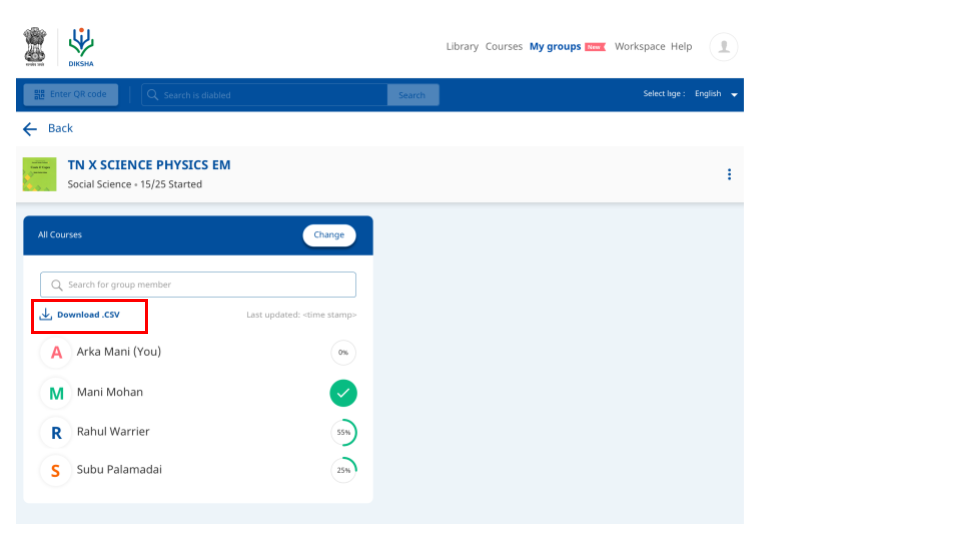 DIKSHA
Library Courses My groups New Workspace Help
Enter QR code
Search is diabled
Search
Select lage : English
Back
TN X SCIENCE PHYSICS EM
Social Science • 15/25 Started
All Courses
Change
Search for group member
Download .CSV
Last updated: <time stamp>
A Arka Mani (You) 0%
M Mani Mohan
R Rahul Warrier 55%
S Subu Palamadai 25%